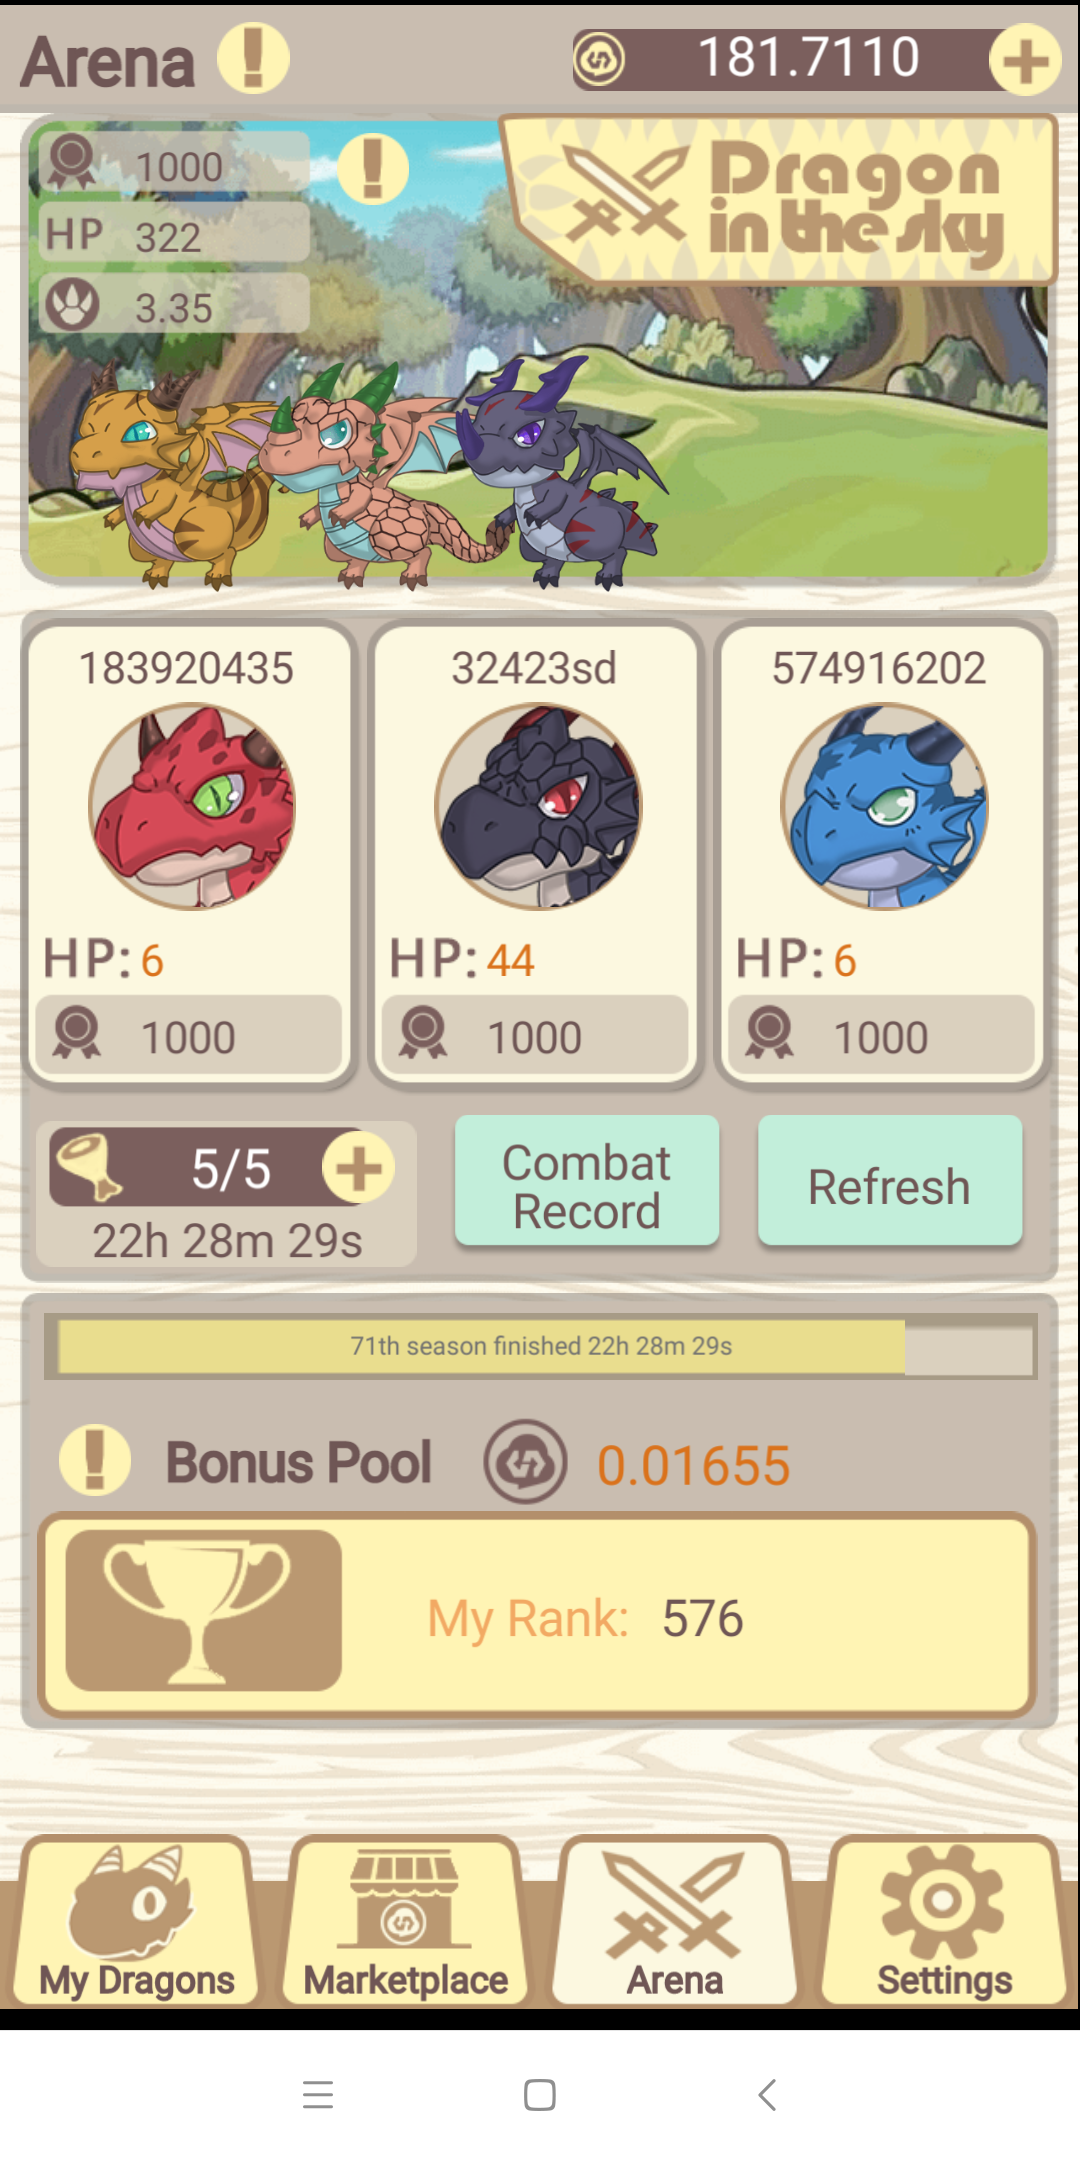 Arena
181.7110
1000
HP 322
3.35
Dragon
in the sky
183920435
32423sd
574916202
HP: 6
HP: 44
HP: 6
1000
1000
1000
5/5
22h 28m 29s
Combat
Record
Refresh
71th season finished 22h 28m 29s
Bonus Pool
0.01655
My Rank: 576
My Dragons
Marketplace
Arena
Settings